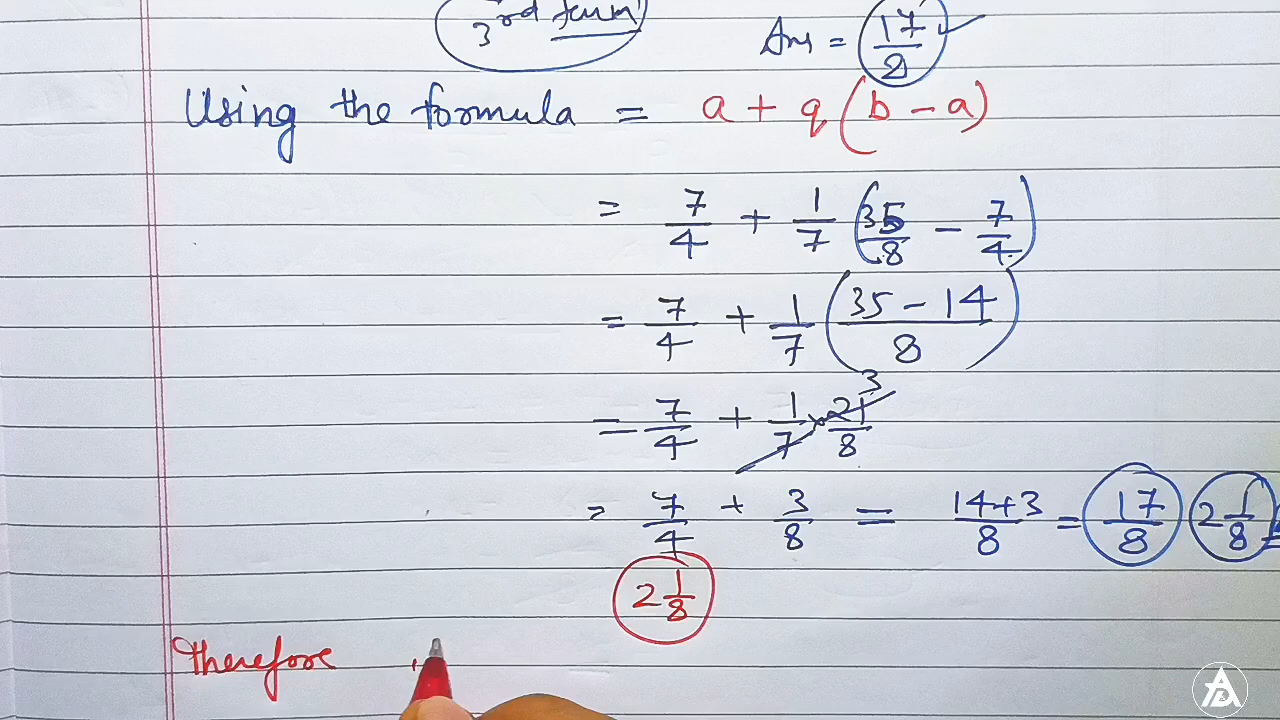 3rd term
Ans = 17/2
Using the formula = a + q (b - a)
= 7/4 + 1/7 (35/8 - 7/4)
= 7/4 + 1/7 (35 - 14 / 8)
= 7/4 + 1/7 × 21/8 3
= 7/4 + 3/8 = 14+3/8 = 17/8 2 1/8
2 1/8
Therefore